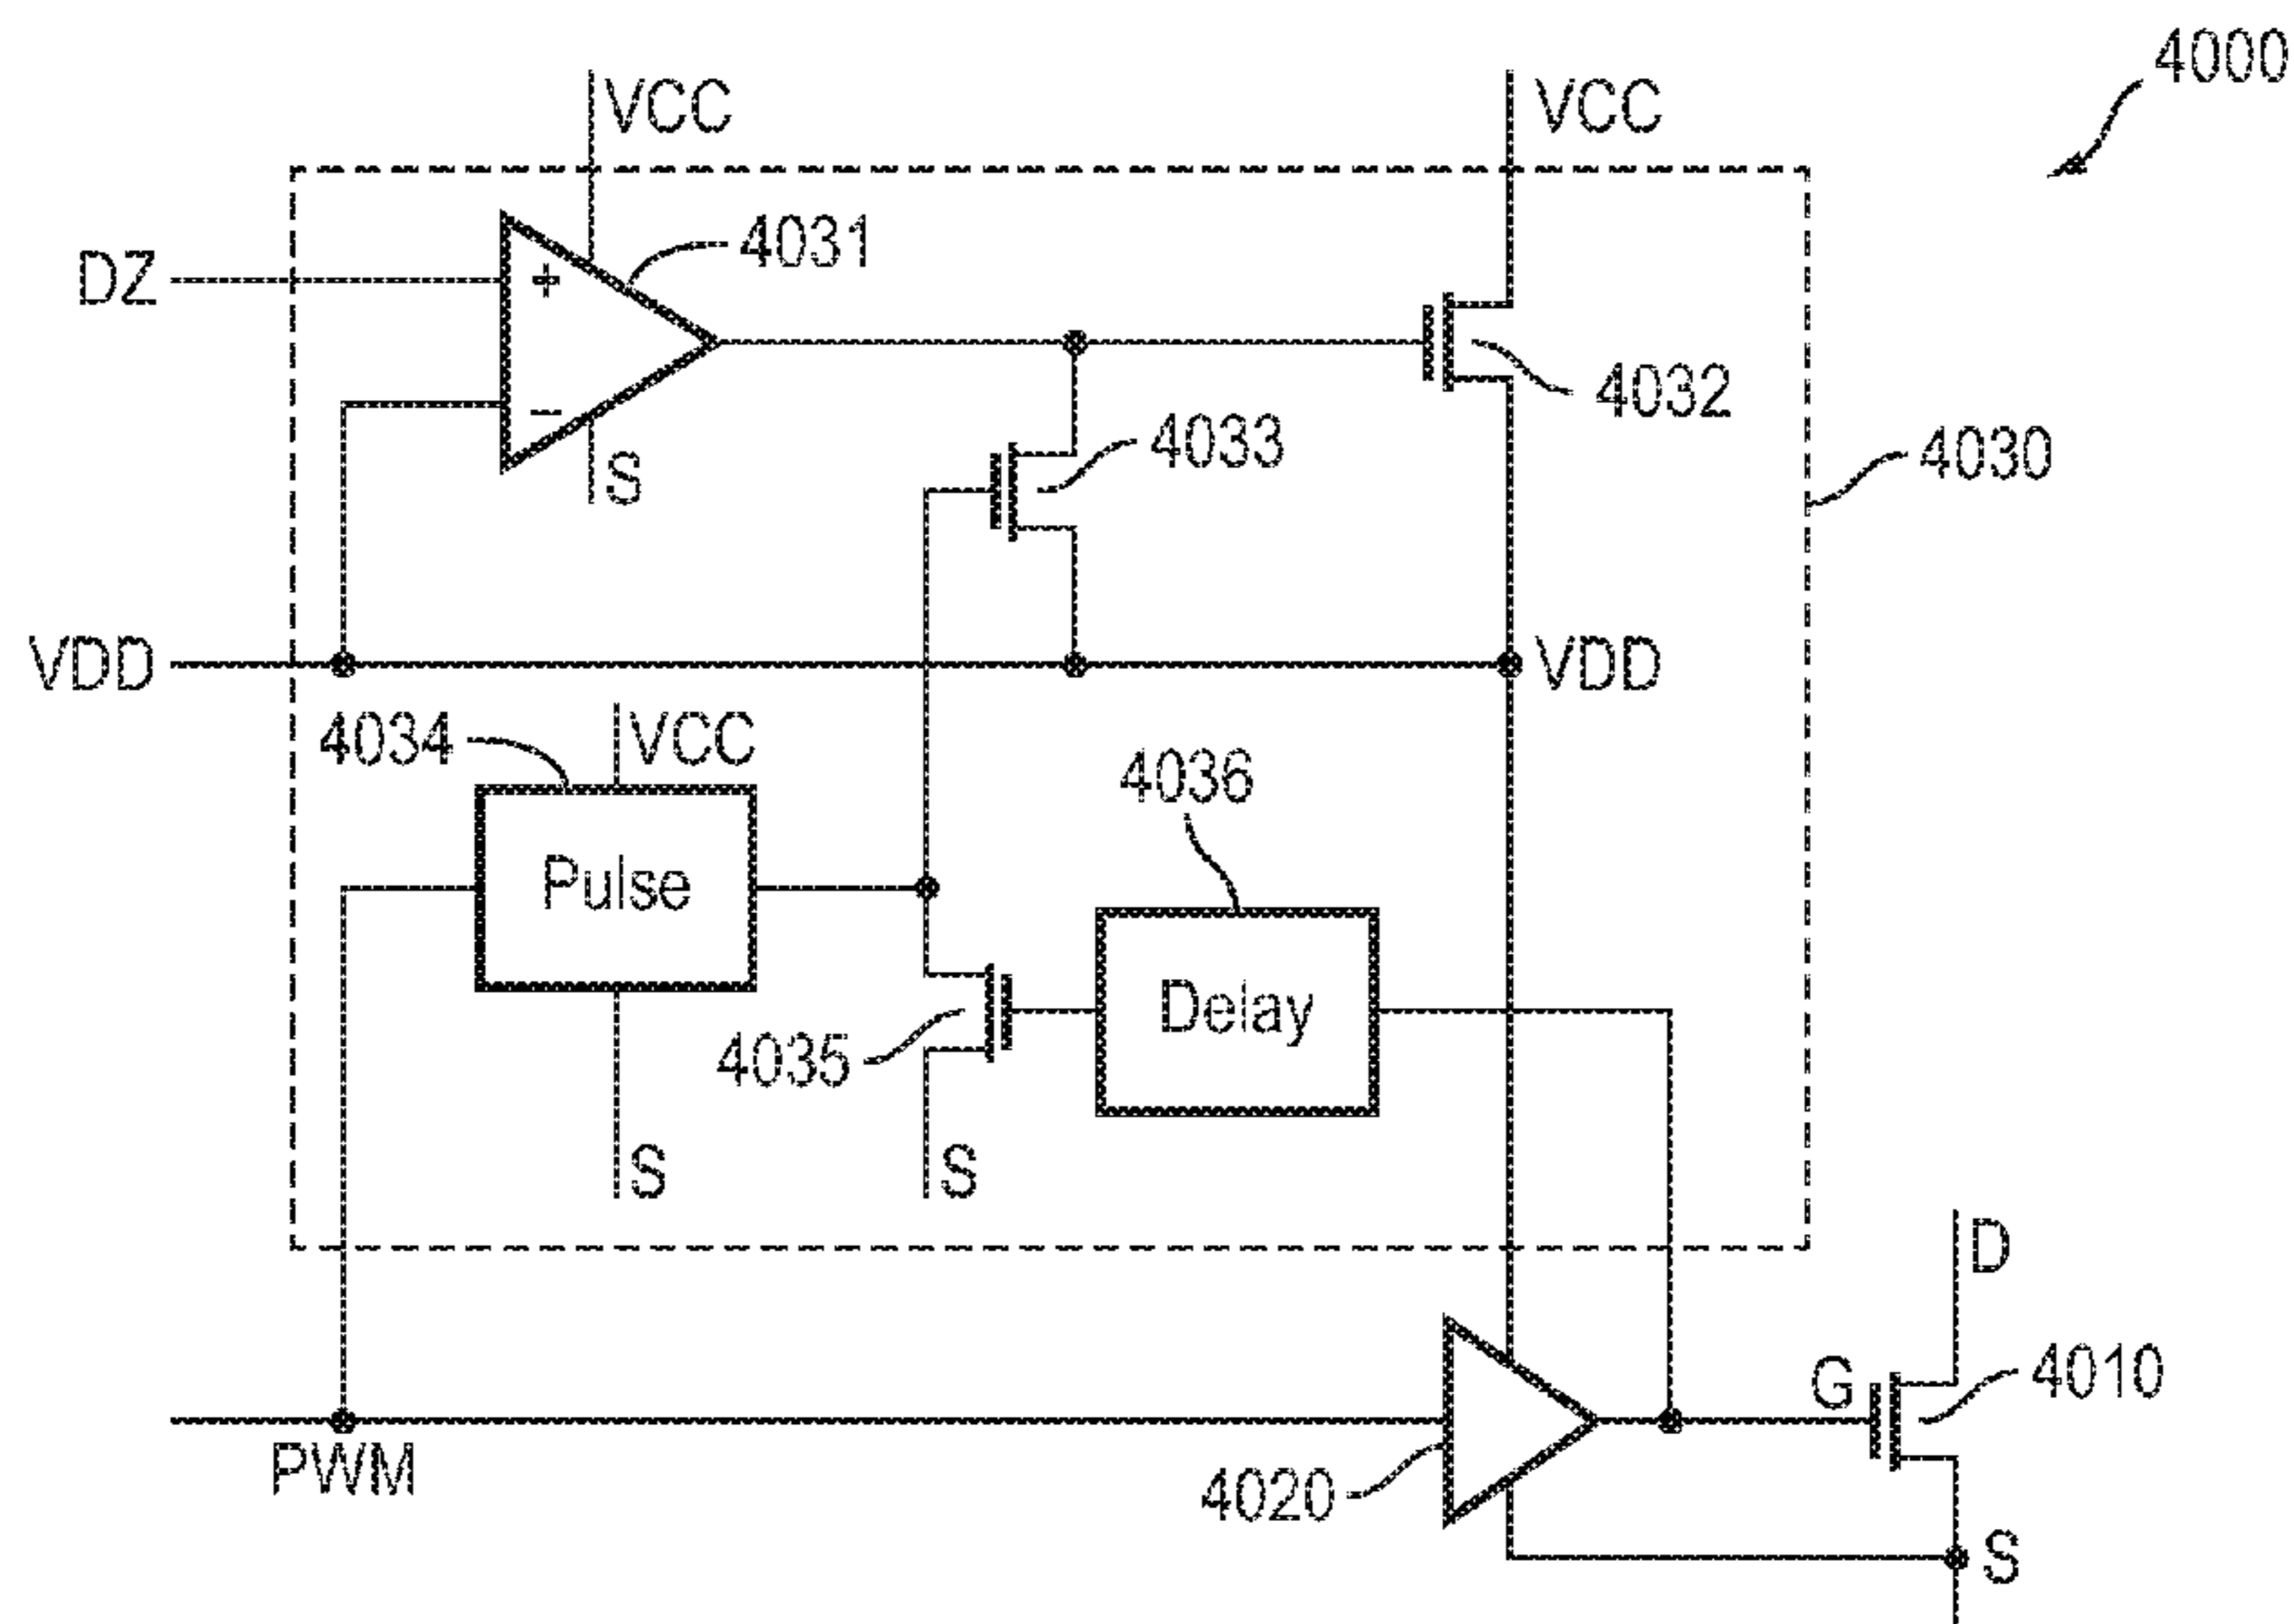 4000
VCC
VCC
DZ
+
4031
4032
−
S
4033
4030
VDD
VDD
4034
VCC
4036
Pulse
Delay
4035
S
S
D
G
4010
PWM
4020
S